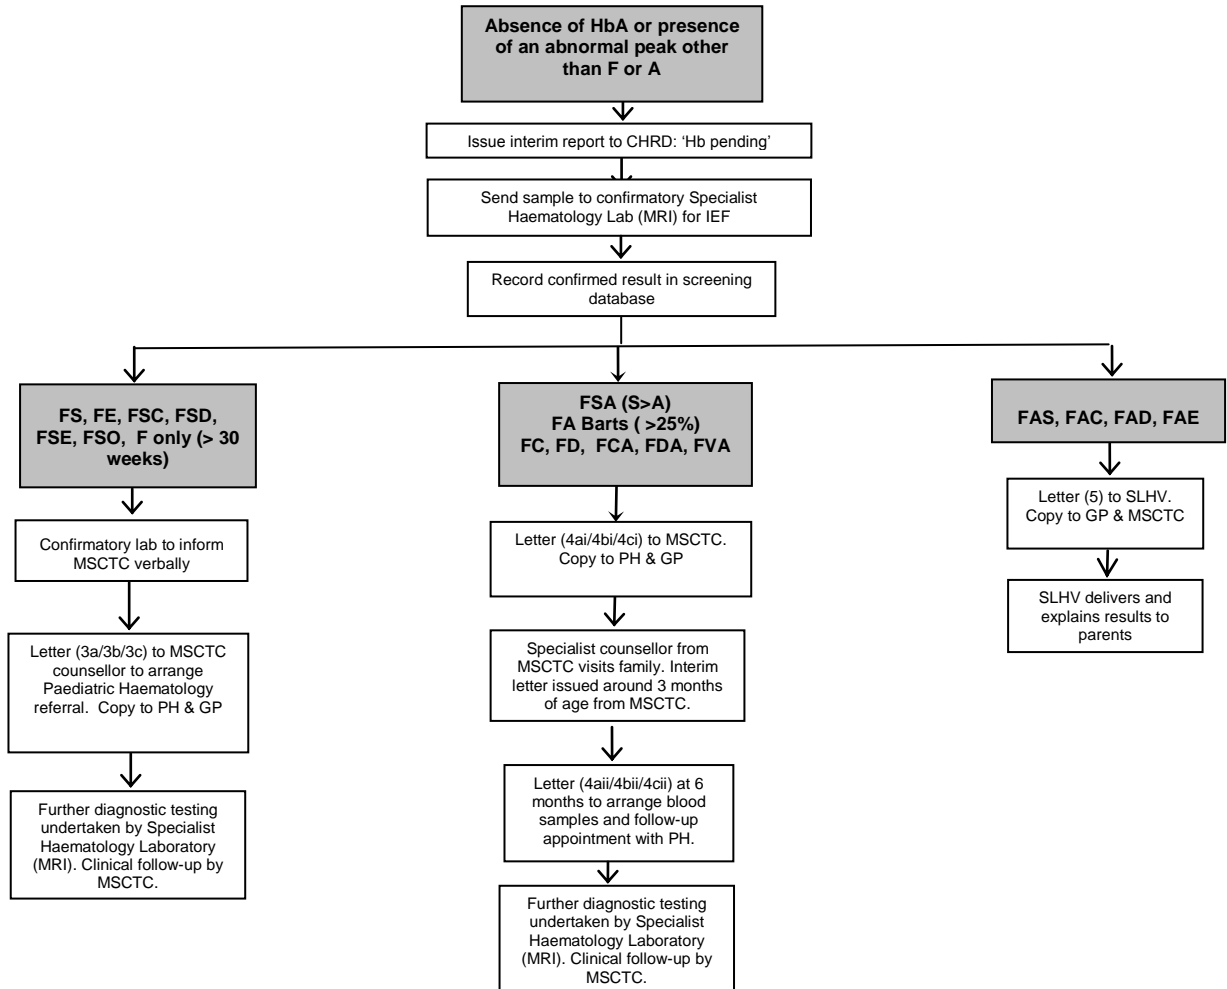 Absence of HbA or presence
of an abnormal peak other
than F or A
Issue interim report to CHRD: ‘Hb pending’
Send sample to confirmatory Specialist
Haematology Lab (MRI) for IEF
Record confirmed result in screening
database
FS, FE, FSC, FSD,
FSE, FSO, F only (> 30
weeks)
Confirmatory lab to inform
MSCTC verbally
Letter (3a/3b/3c) to MSCTC
counsellor to arrange
Paediatric Haematology
referral. Copy to PH & GP
Further diagnostic testing
undertaken by Specialist
Haematology Laboratory
(MRI). Clinical follow-up by
MSCTC.
FSA (S>A)
FA Barts ( >25%)
FC, FD, FCA, FDA, FVA
Letter (4ai/4bi/4ci) to MSCTC.
Copy to PH & GP
Specialist counsellor from
MSCTC visits family. Interim
letter issued around 3 months
of age from MSCTC.
Letter (4aii/4bii/4cii) at 6
months to arrange blood
samples and follow-up
appointment with PH.
Further diagnostic testing
undertaken by Specialist
Haematology Laboratory
(MRI). Clinical follow-up by
MSCTC.
FAS, FAC, FAD, FAE
Letter (5) to SLHV.
Copy to GP & MSCTC
SLHV delivers and
explains results to
parents